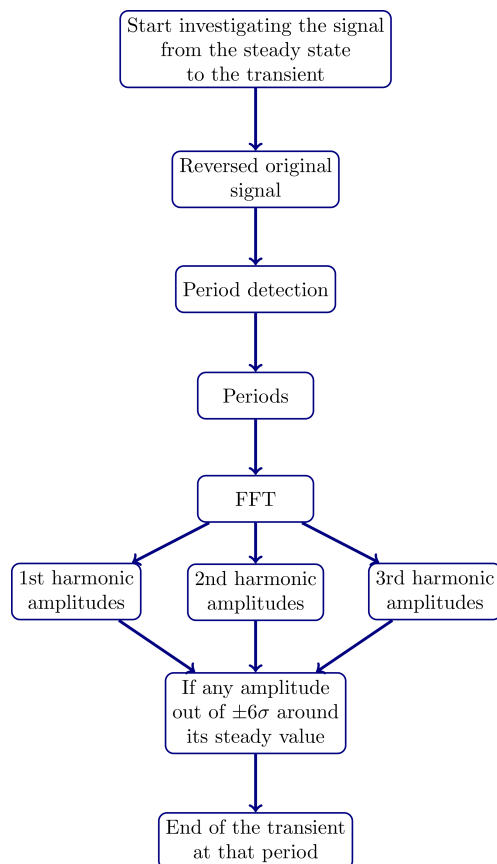 Start investigating the signal
from the steady state
to the transient
Reversed original
signal
Period detection
Periods
FFT
1st harmonic
amplitudes
2nd harmonic
amplitudes
3rd harmonic
amplitudes
If any amplitude
out of ±6σ around
its steady value
End of the transient
at that period